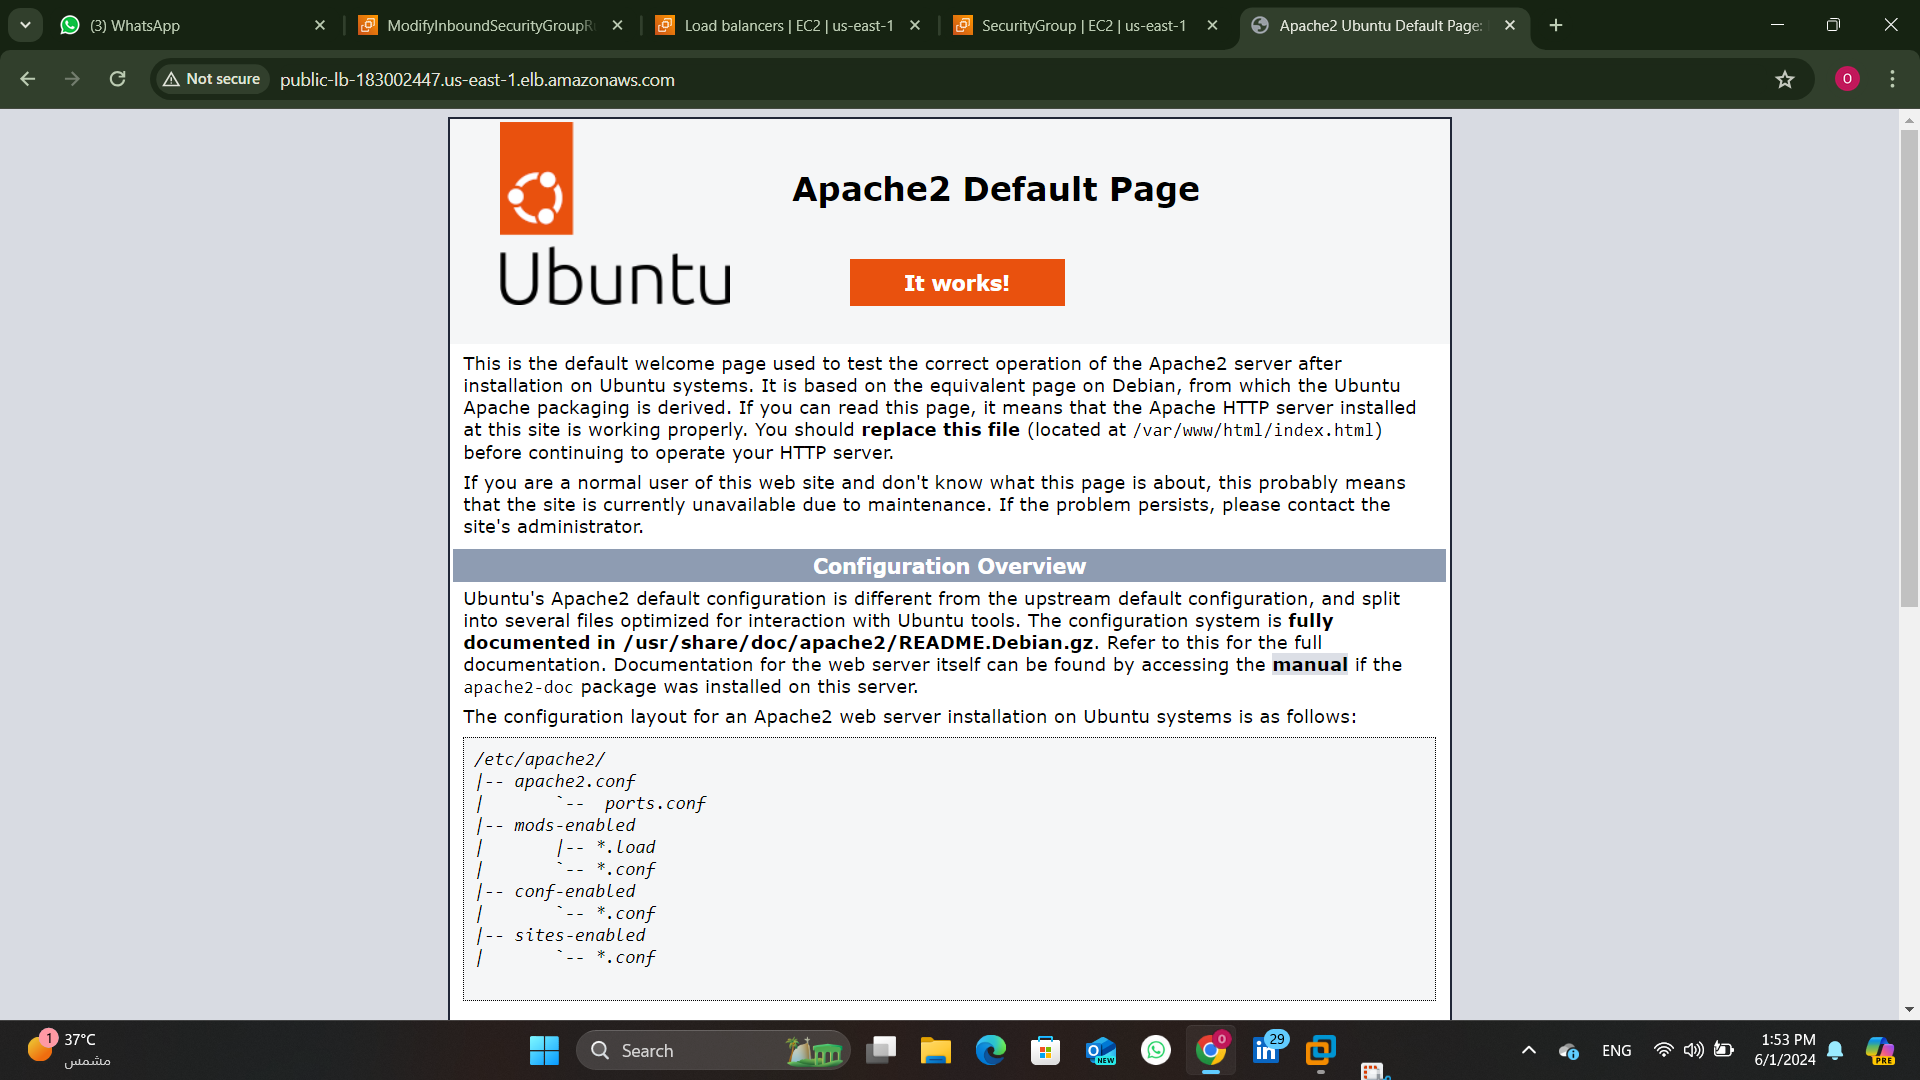 (3) WhatsApp
ModifyInboundSecurityGroupR
Load balancers | EC2 | us-east-1
SecurityGroup | EC2 | us-east-1
Apache2 Ubuntu Default Page:
Not secure
public-lb-183002447.us-east-1.elb.amazonaws.com
O
Ubuntu
Apache2 Default Page
It works!
This is the default welcome page used to test the correct operation of the Apache2 server after
installation on Ubuntu systems. It is based on the equivalent page on Debian, from which the Ubuntu
Apache packaging is derived. If you can read this page, it means that the Apache HTTP server installed
at this site is working properly. You should replace this file (located at /var/www/html/index.html)
before continuing to operate your HTTP server.
If you are a normal user of this web site and don't know what this page is about, this probably means
that the site is currently unavailable due to maintenance. If the problem persists, please contact the
site's administrator.
Configuration Overview
Ubuntu's Apache2 default configuration is different from the upstream default configuration, and split
into several files optimized for interaction with Ubuntu tools. The configuration system is fully
documented in /usr/share/doc/apache2/README.Debian.gz. Refer to this for the full
documentation. Documentation for the web server itself can be found by accessing the manual if the
apache2-doc package was installed on this server.
The configuration layout for an Apache2 web server installation on Ubuntu systems is as follows:
/etc/apache2/
|-- apache2.conf
|       `--  ports.conf
|-- mods-enabled
|       |-- *.load
|       `-- *.conf
|-- conf-enabled
|       `-- *.conf
|-- sites-enabled
|       `-- *.conf
1
37°C
مشمس
Search
NEW
0
29
ENG
1:53 PM
6/1/2024
PRE